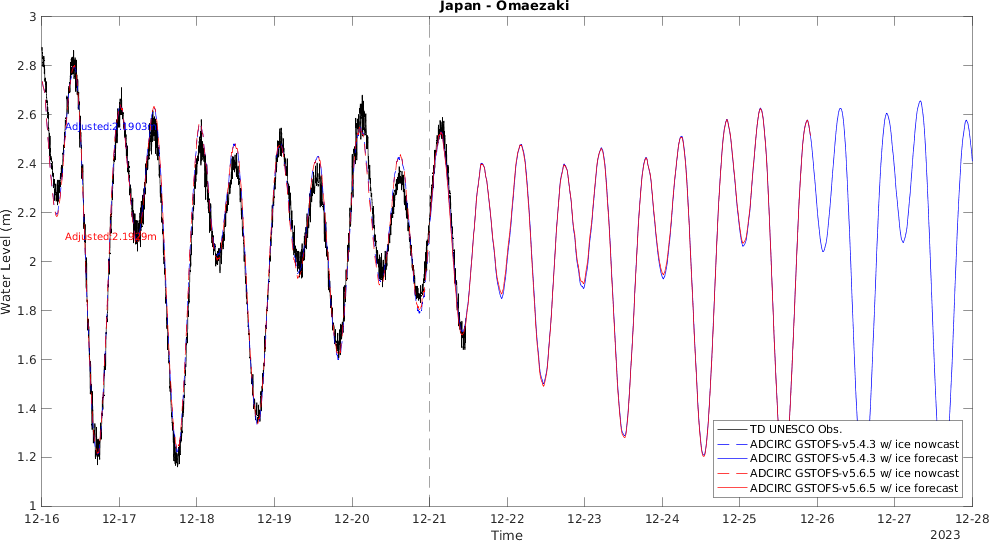 Japan - Omaezaki
3
2.8
2.6
2.4
2.2
2
1.8
1.6
1.4
1.2
1
Water Level (m)
Adjusted:2.1903m
Adjusted:2.1929m
TD UNESCO Obs.
ADCIRC GSTOFS-v5.4.3 w/ ice nowcast
ADCIRC GSTOFS-v5.4.3 w/ ice forecast
ADCIRC GSTOFS-v5.6.5 w/ ice nowcast
ADCIRC GSTOFS-v5.6.5 w/ ice forecast
12-16 12-17 12-18 12-19 12-20 12-21 12-22 12-23 12-24 12-25 12-26 12-27 12-28
Time
2023